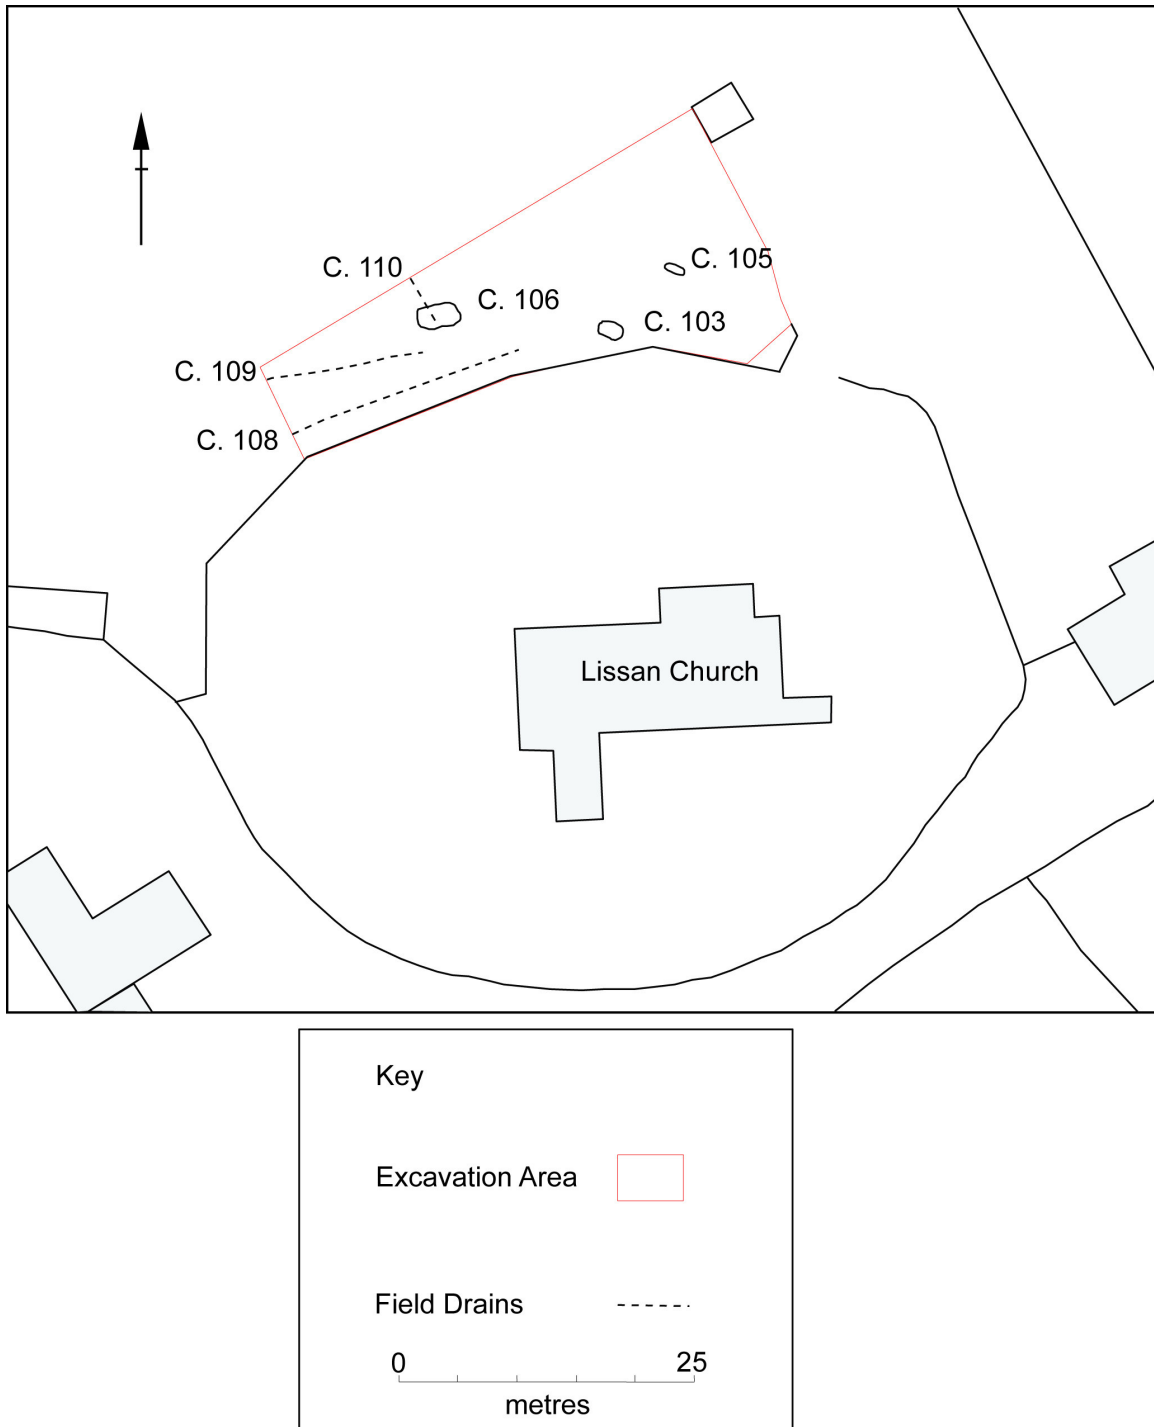 C. 110
C. 105
C. 106
C. 103
C. 109
C. 108
Lissan Church
Key
Excavation Area
Field Drains
0 25
metres